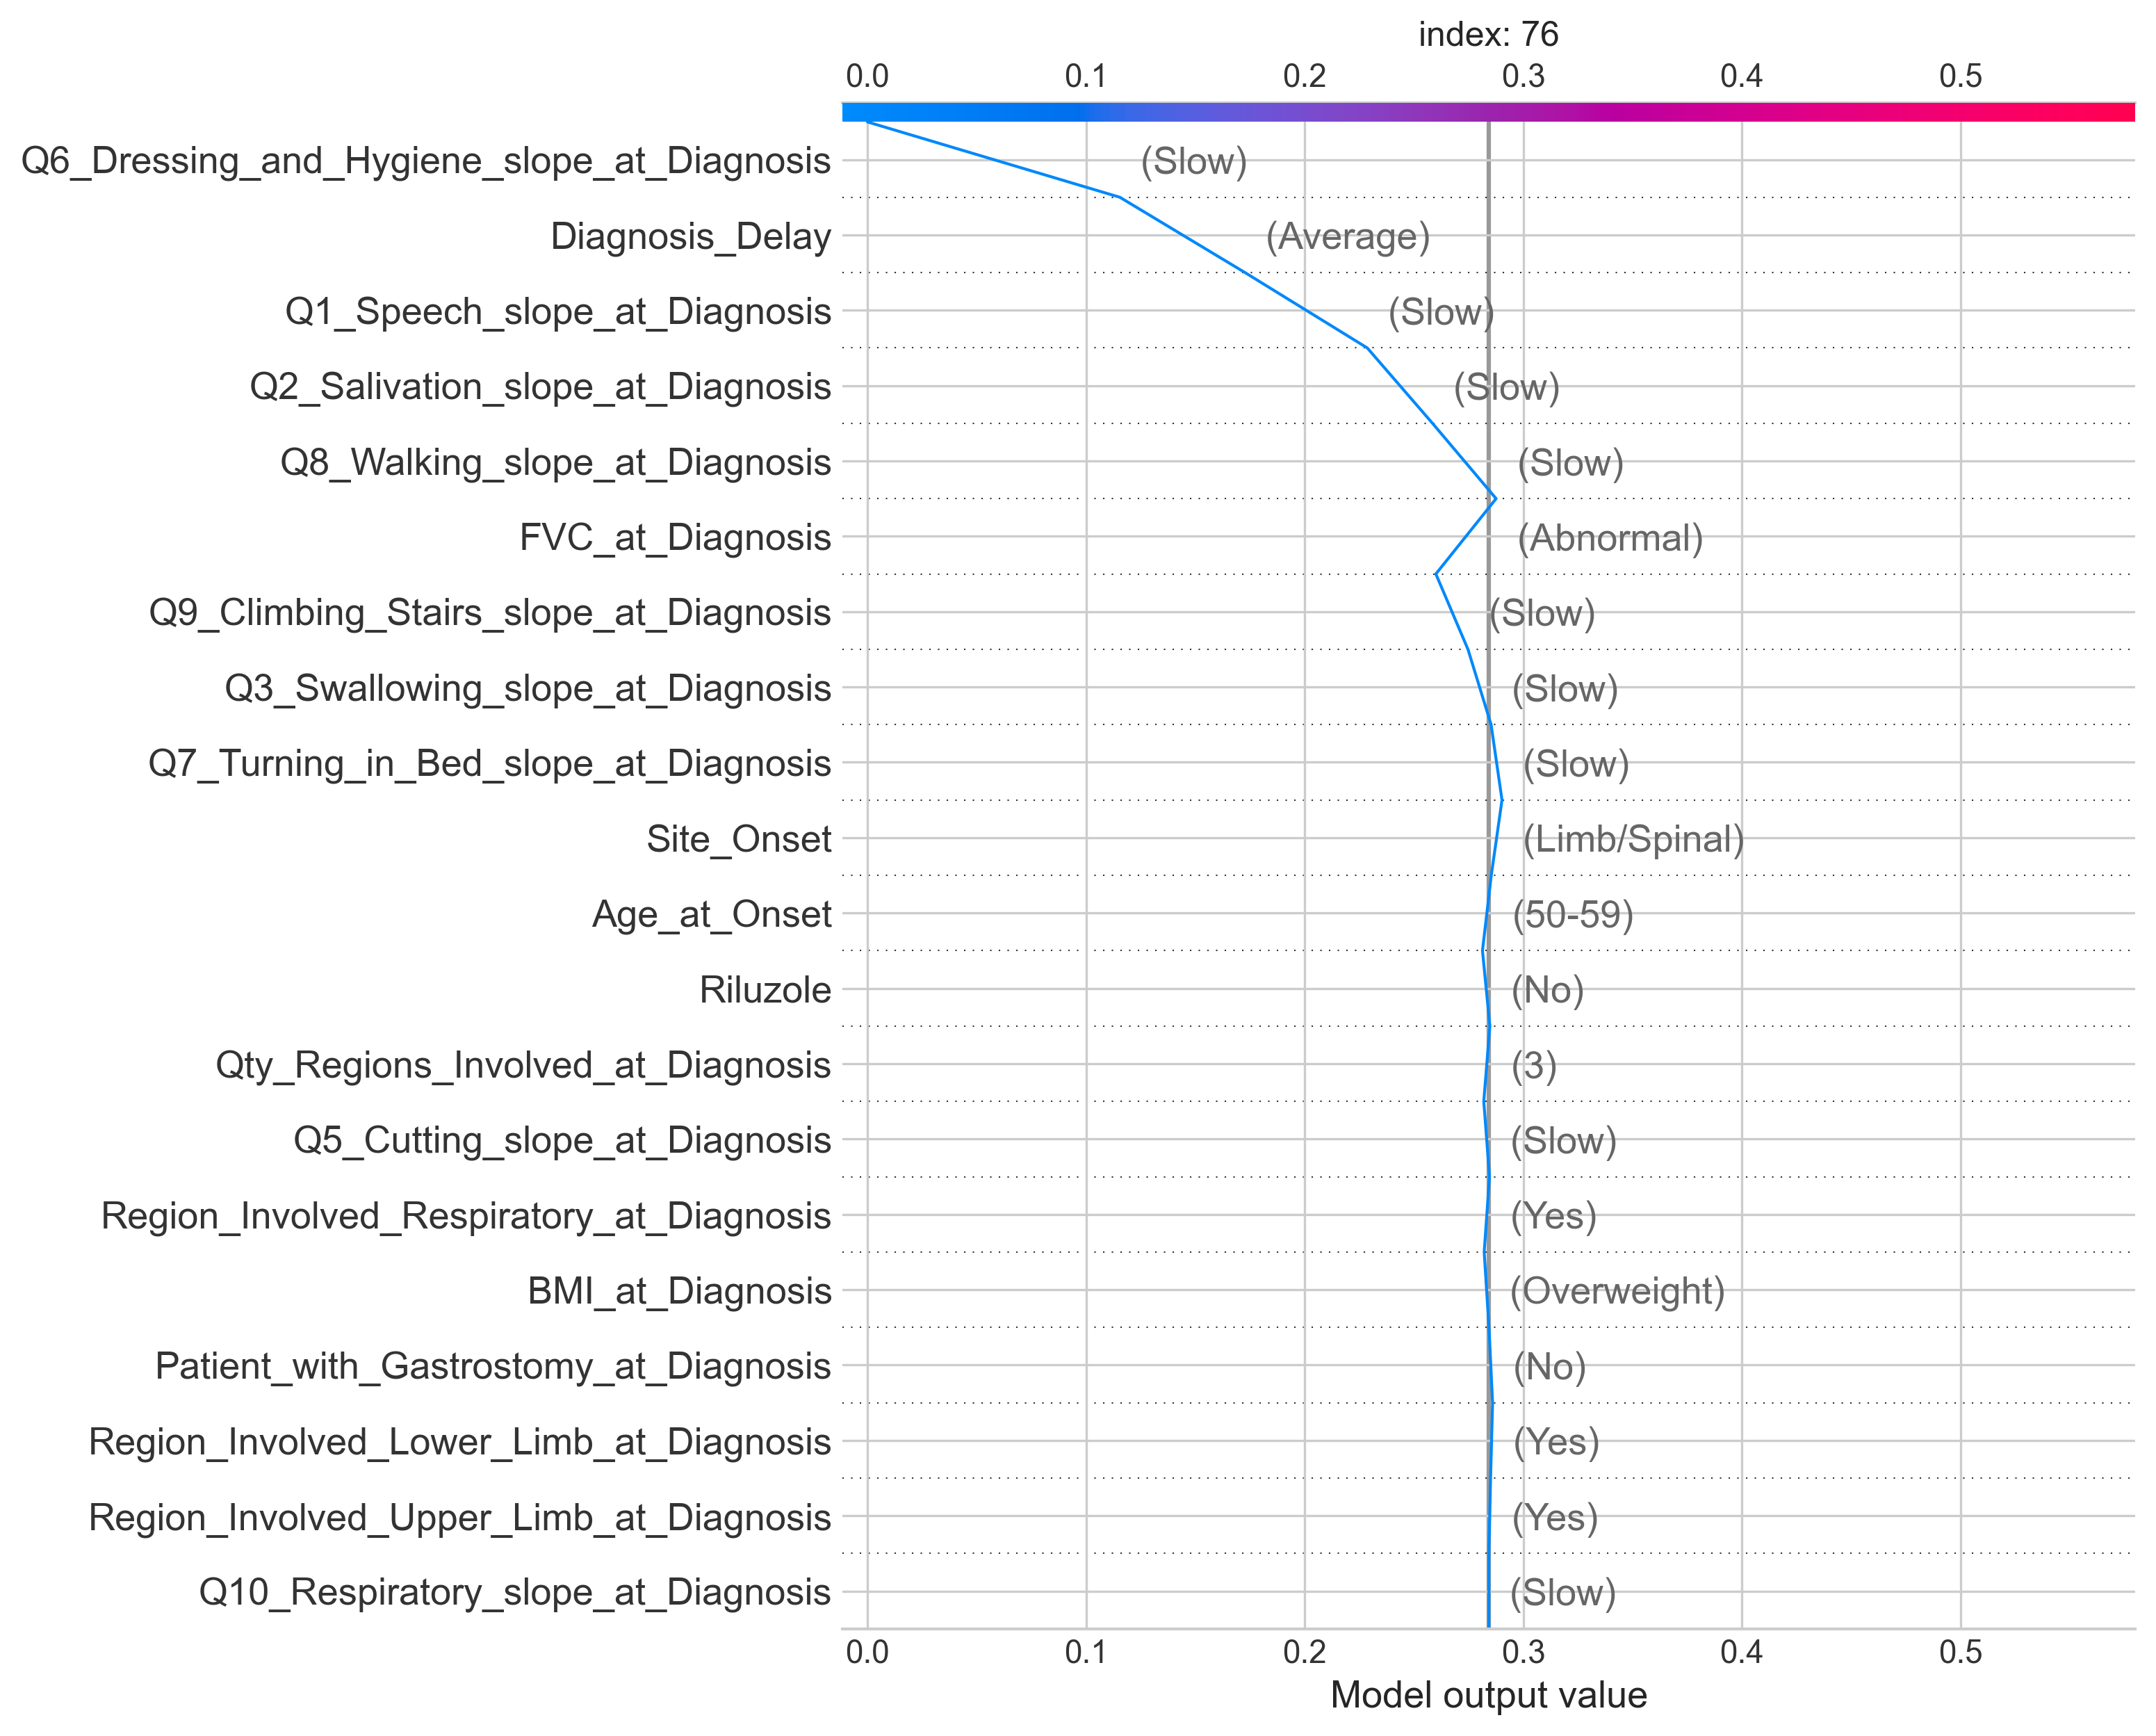 index: 76
0.0 0.1 0.2 0.3 0.4 0.5
Q6_Dressing_and_Hygiene_slope_at_Diagnosis (Slow)
Diagnosis_Delay (Average)
Q1_Speech_slope_at_Diagnosis (Slow)
Q2_Salivation_slope_at_Diagnosis (Slow)
Q8_Walking_slope_at_Diagnosis (Slow)
FVC_at_Diagnosis (Abnormal)
Q9_Climbing_Stairs_slope_at_Diagnosis (Slow)
Q3_Swallowing_slope_at_Diagnosis (Slow)
Q7_Turning_in_Bed_slope_at_Diagnosis (Slow)
Site_Onset (Limb/Spinal)
Age_at_Onset (50-59)
Riluzole (No)
Qty_Regions_Involved_at_Diagnosis (3)
Q5_Cutting_slope_at_Diagnosis (Slow)
Region_Involved_Respiratory_at_Diagnosis (Yes)
BMI_at_Diagnosis (Overweight)
Patient_with_Gastrostomy_at_Diagnosis (No)
Region_Involved_Lower_Limb_at_Diagnosis (Yes)
Region_Involved_Upper_Limb_at_Diagnosis (Yes)
Q10_Respiratory_slope_at_Diagnosis (Slow)
0.0 0.1 0.2 0.3 0.4 0.5
Model output value